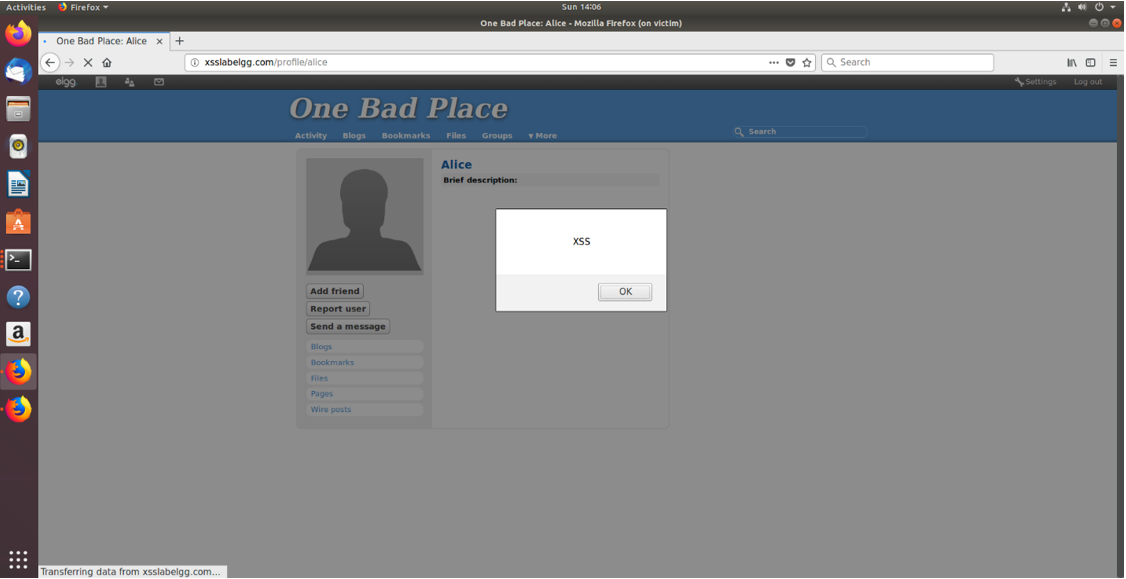 Activities Firefox Sun 14:06
One Bad Place: Alice - Mozilla Firefox (on victim)
One Bad Place: Alice
xsslabelgg.com/profile/alice Search
elgg Settings Log out
One Bad Place
Activity Blogs Bookmarks Files Groups ▾ More Search
Alice
Brief description:
XSS
OK
Add friend
Report user
Send a message
Blogs
Bookmarks
Files
Pages
Wire posts
Transferring data from xsslabelgg.com...